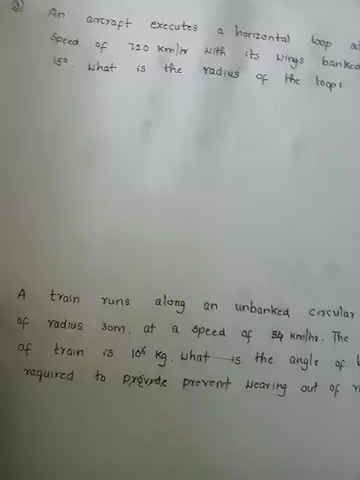 An aircraft executes a horizontal loop at
speed of 720 km/hr with its wings banked
15° what is the radius of the loop?
A train runs along an unbanked circular
of radius 30m. at a speed of 54 km/hr. The
of train is 10⁶ kg. what is the angle of
required to prevent wearing out of